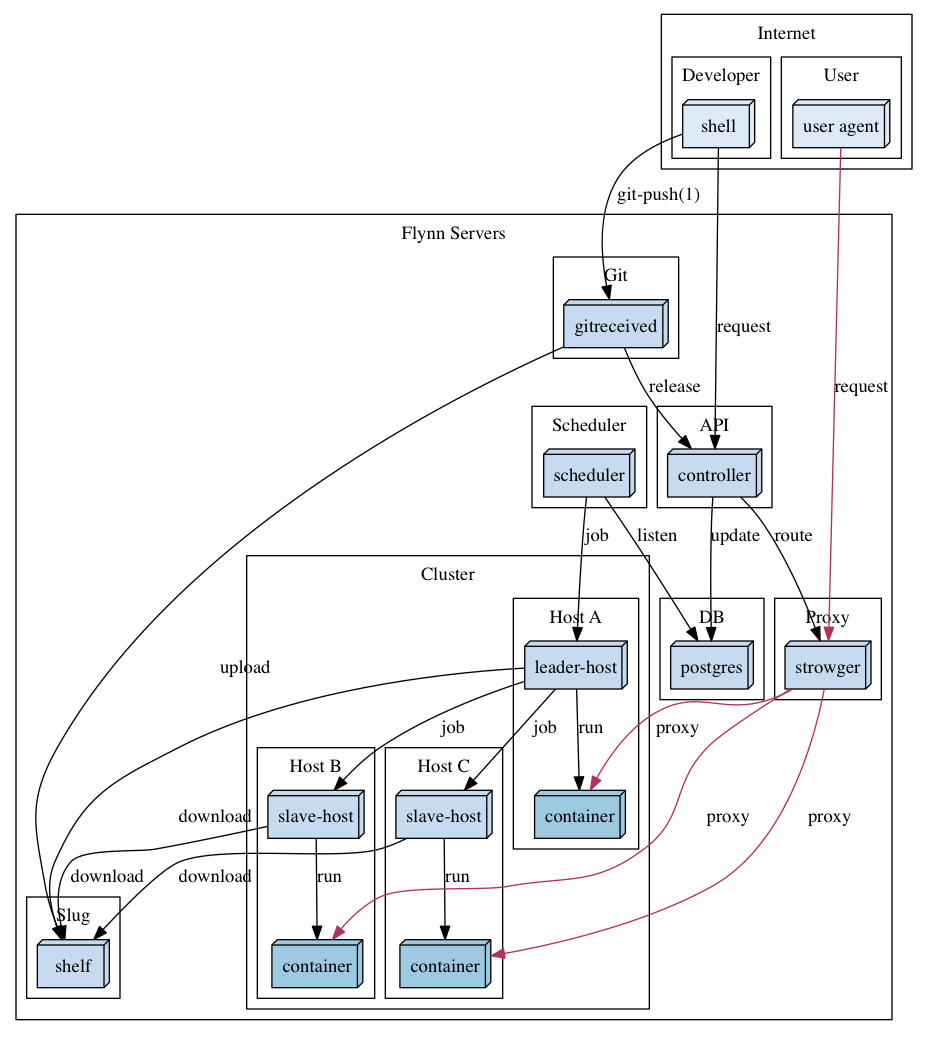 Internet
Developer
User
shell
user agent
git-push(1)
Flynn Servers
Git
gitreceived
request
release
request
Scheduler
API
scheduler
controller
job
listen
update
route
Cluster
Host A
DB
Proxy
leader-host
postgres
strowger
upload
job
job
run
proxy
Host B
Host C
slave-host
slave-host
container
download
proxy
proxy
download
download
run
run
Slug
shelf
container
container